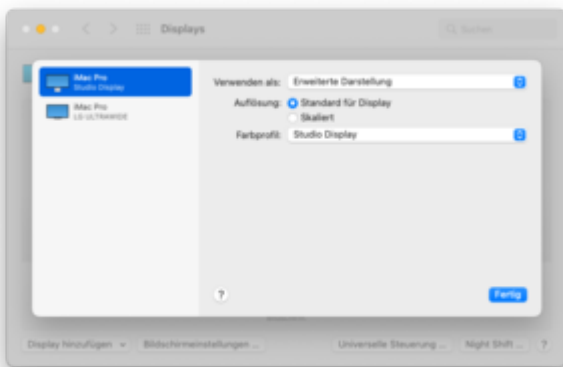 Displays
Suchen
iMac Pro
Studio Display
iMac Pro
LG ULTRAWIDE
Verwenden als: Erweiterte Darstellung
Auflösung: Standard für Display
Skaliert
Farbprofil: Studio Display
?
Fertig
Display hinzufügen
Bildschirmeinstellungen ...
Universelle Steuerung ...
Night Shift ...
?